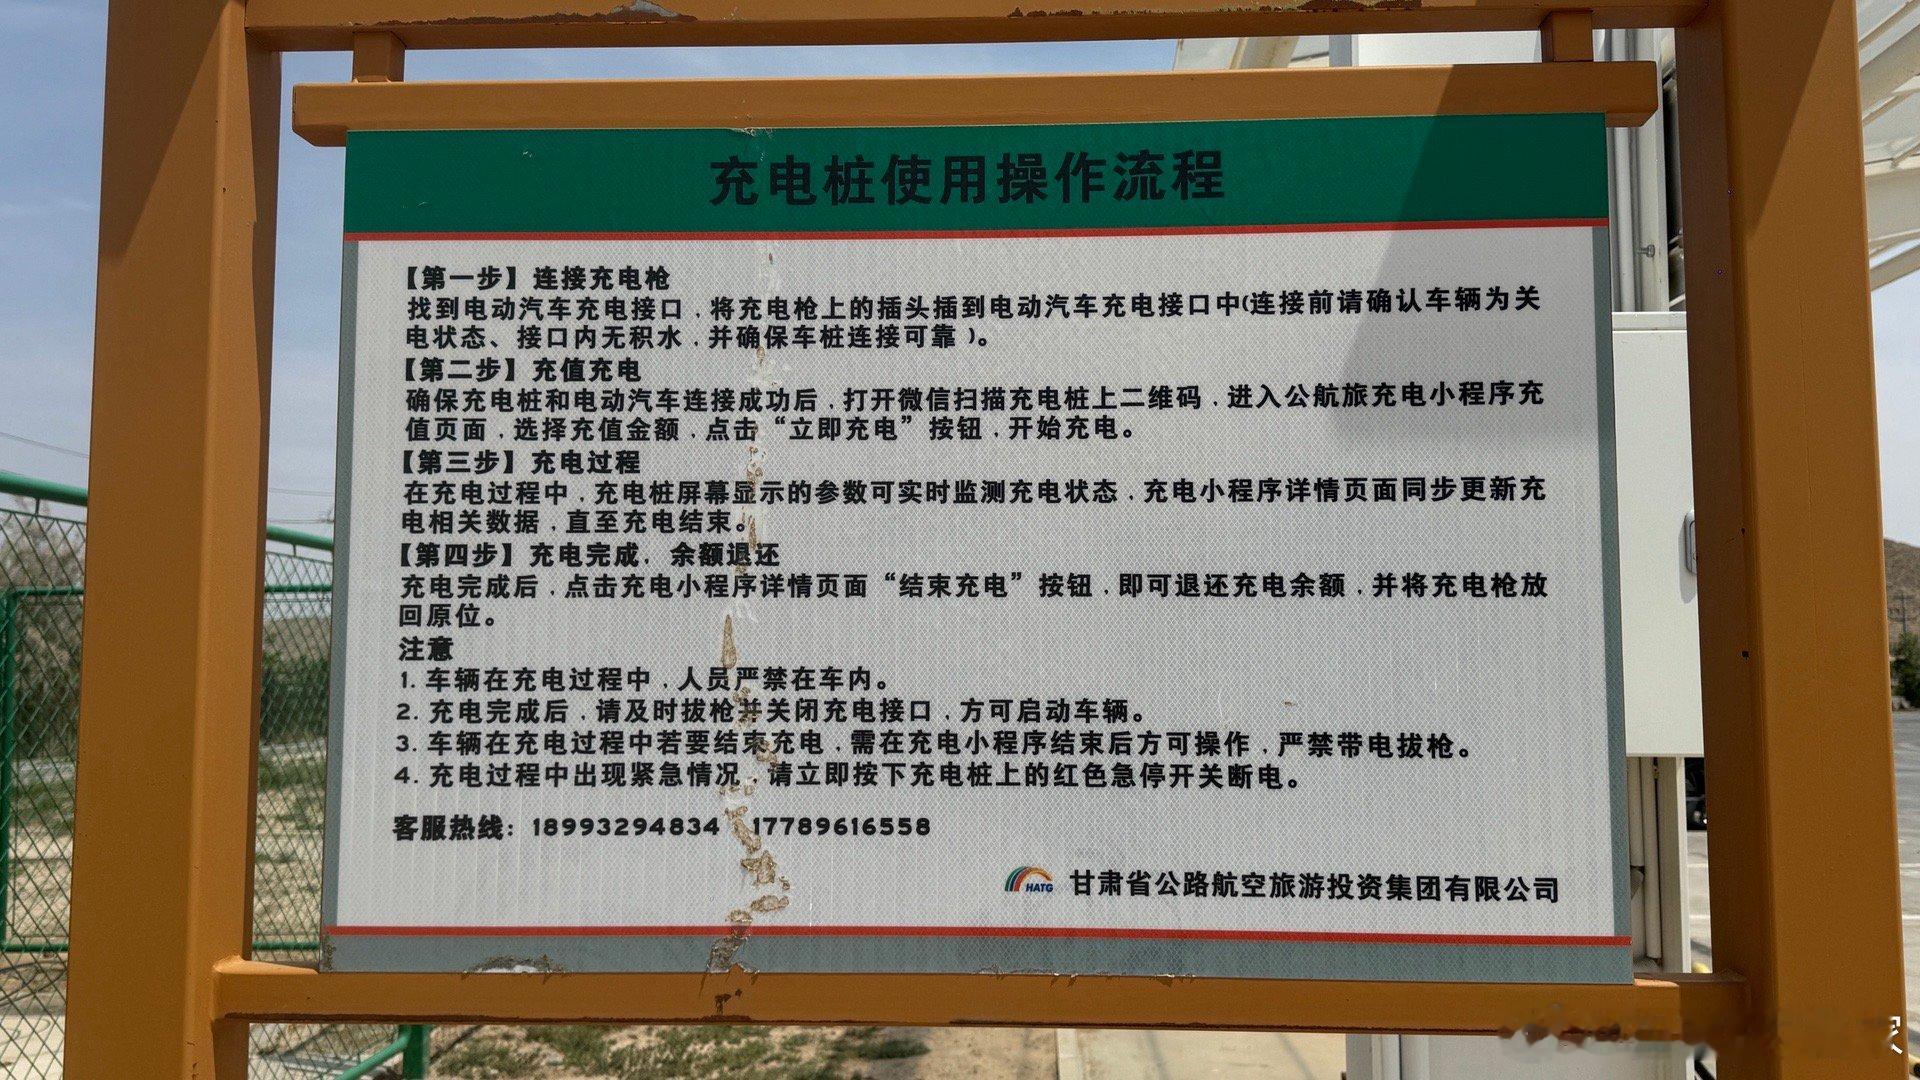 充电桩使用操作流程
【第一步】连接充电枪
找到电动汽车充电接口，将充电枪上的插头插到电动汽车充电接口中(连接前请确认车辆为关
电状态、接口内无积水，并确保车桩连接可靠)。
【第二步】充值充电
确保充电桩和电动汽车连接成功后，打开微信扫描充电桩上二维码，进入公航旅充电小程序充
值页面，选择充值金额，点击“立即充电”按钮，开始充电。
【第三步】充电过程
在充电过程中，充电桩屏幕显示的参数可实时监测充电状态，充电小程序详情页面同步更新充
电相关数据，直至充电结束。
【第四步】充电完成，余额退还
充电完成后，点击充电小程序详情页面“结束充电”按钮，即可退还充电余额，并将充电枪放
回原位。
注意
1. 车辆在充电过程中，人员严禁在车内。
2. 充电完成后，请及时拔枪并关闭充电接口，方可启动车辆。
3. 车辆在充电过程中若要结束充电，需在充电小程序结束后方可操作，严禁带电拔枪。
4. 充电过程中出现紧急情况，请立即按下充电桩上的红色急停开关断电。
客服热线：18993294834 17789616558
HATG 甘肃省公路航空旅游投资集团有限公司